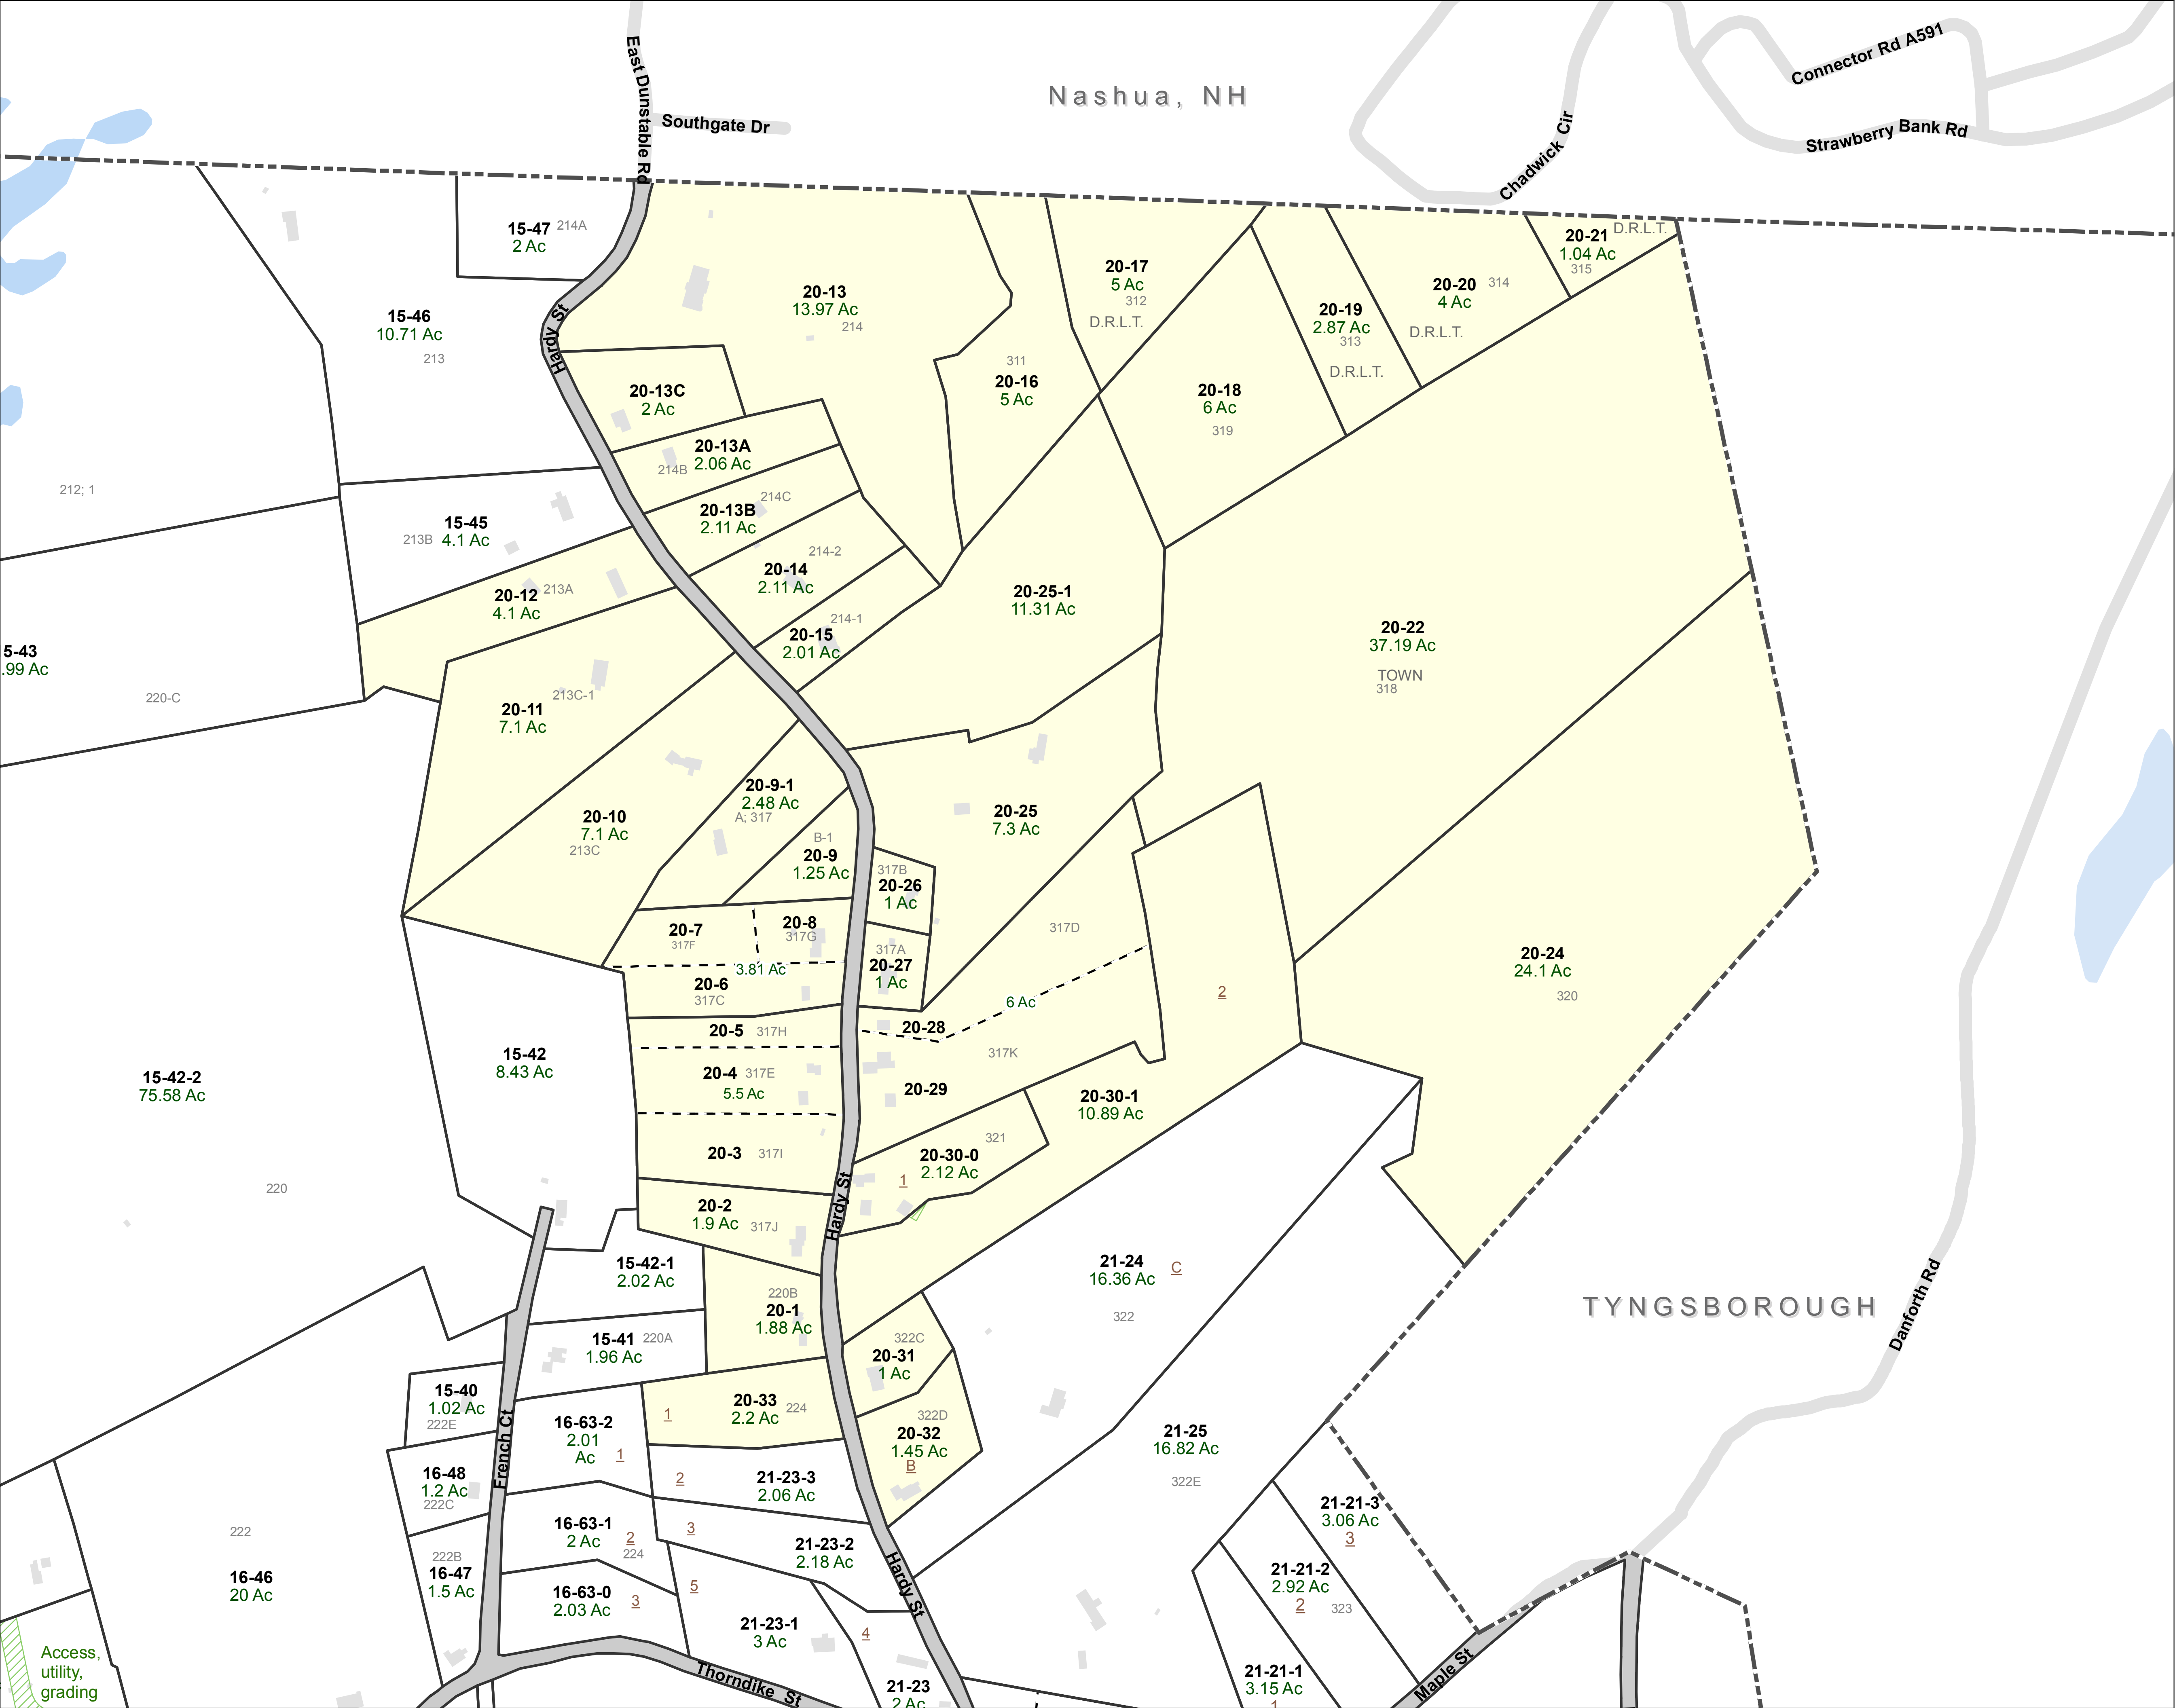 Nashua, NH
Connector Rd A591
Strawberry Bank Rd
Chadwick Cir
East Dunstable Rd
Southgate Dr
15-47
214A
2 Ac
15-46
10.71 Ac
213
Hardy St
20-13
13.97 Ac
214
20-17
5 Ac
312
D.R.L.T.
20-21
D.R.L.T.
1.04 Ac
315
20-20
314
4 Ac
D.R.L.T.
20-19
2.87 Ac
313
D.R.L.T.
311
20-16
5 Ac
20-18
6 Ac
319
20-13C
2 Ac
20-13A
2.06 Ac
214B
214C
20-13B
2.11 Ac
212; 1
15-45
213B
4.1 Ac
214-2
20-14
2.11 Ac
20-12
213A
4.1 Ac
20-25-1
11.31 Ac
214-1
20-15
2.01 Ac
20-22
37.19 Ac
TOWN
318
5-43
.99 Ac
220-C
213C-1
20-11
7.1 Ac
20-9-1
2.48 Ac
A; 317
20-10
7.1 Ac
213C
B-1
20-9
1.25 Ac
20-25
7.3 Ac
317B
20-26
1 Ac
20-7
317F
20-8
317G
317D
317A
20-27
1 Ac
3.81 Ac
20-6
317C
20-24
24.1 Ac
320
2
6 Ac
20-5
317H
20-28
317K
15-42
8.43 Ac
20-4
317E
5.5 Ac
20-29
15-42-2
75.58 Ac
20-30-1
10.89 Ac
20-3
317I
321
20-30-0
2.12 Ac
1
220
Hardy St
20-2
1.9 Ac
317J
15-42-1
2.02 Ac
21-24
16.36 Ac
C
322
220B
20-1
1.88 Ac
TYNGSBOROUGH
Danforth Rd
15-41
220A
1.96 Ac
322C
20-31
1 Ac
15-40
1.02 Ac
222E
French Ct
16-63-2
2.01
Ac
1
1
20-33
2.2 Ac
224
322D
20-32
1.45 Ac
B
21-25
16.82 Ac
322E
16-48
1.2 Ac
222C
2
21-23-3
2.06 Ac
21-21-3
3.06 Ac
3
222
16-46
20 Ac
222B
16-47
1.5 Ac
16-63-1
2 Ac
2
224
3
21-23-2
2.18 Ac
Hardy St
21-21-2
2.92 Ac
2
323
16-63-0
2.03 Ac
3
5
21-23-1
3 Ac
4
Access,
utility,
grading
Thorndike St
21-23
2 Ac
21-21-1
3.15 Ac
1
Maple St